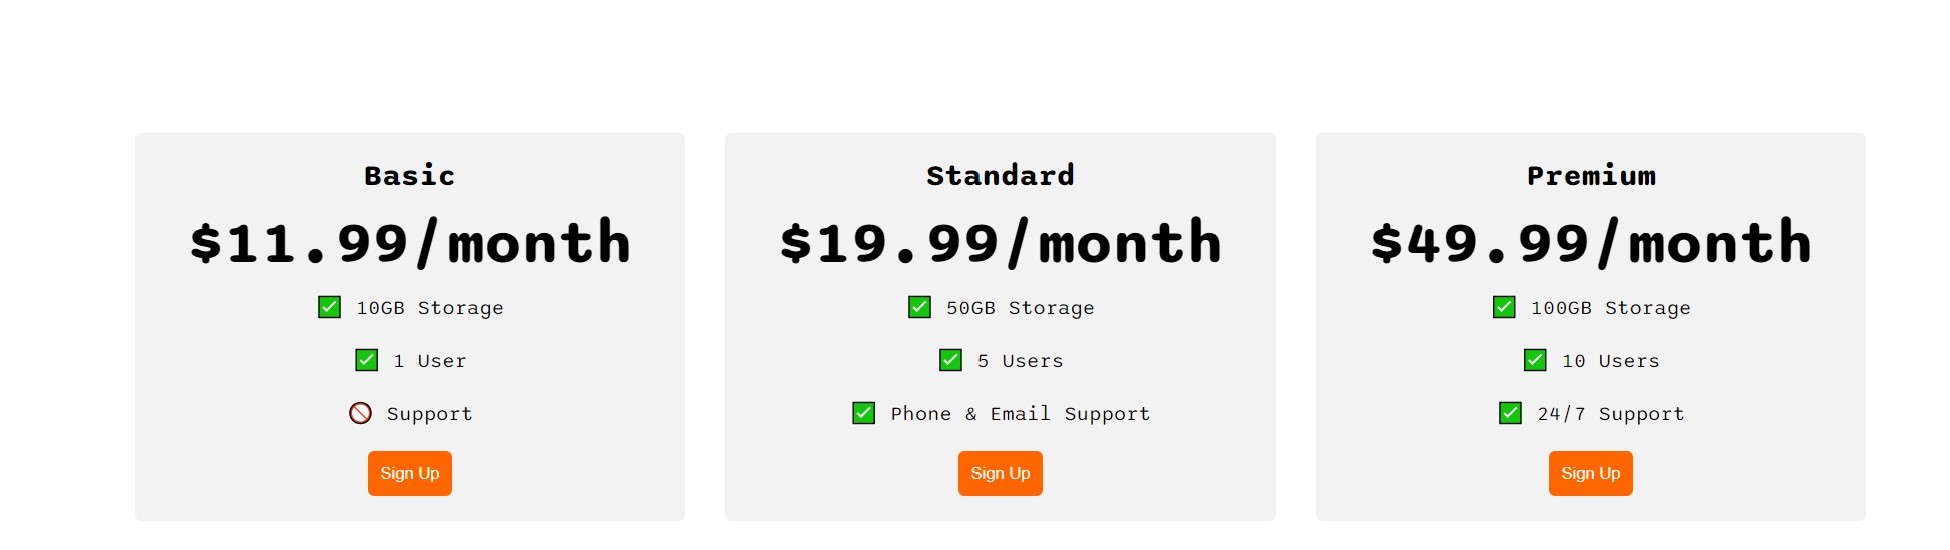 Basic
$11.99/month
✅ 10GB Storage
✅ 1 User
🚫 Support
Sign Up
Standard
$19.99/month
✅ 50GB Storage
✅ 5 Users
✅ Phone & Email Support
Sign Up
Premium
$49.99/month
✅ 100GB Storage
✅ 10 Users
✅ 24/7 Support
Sign Up